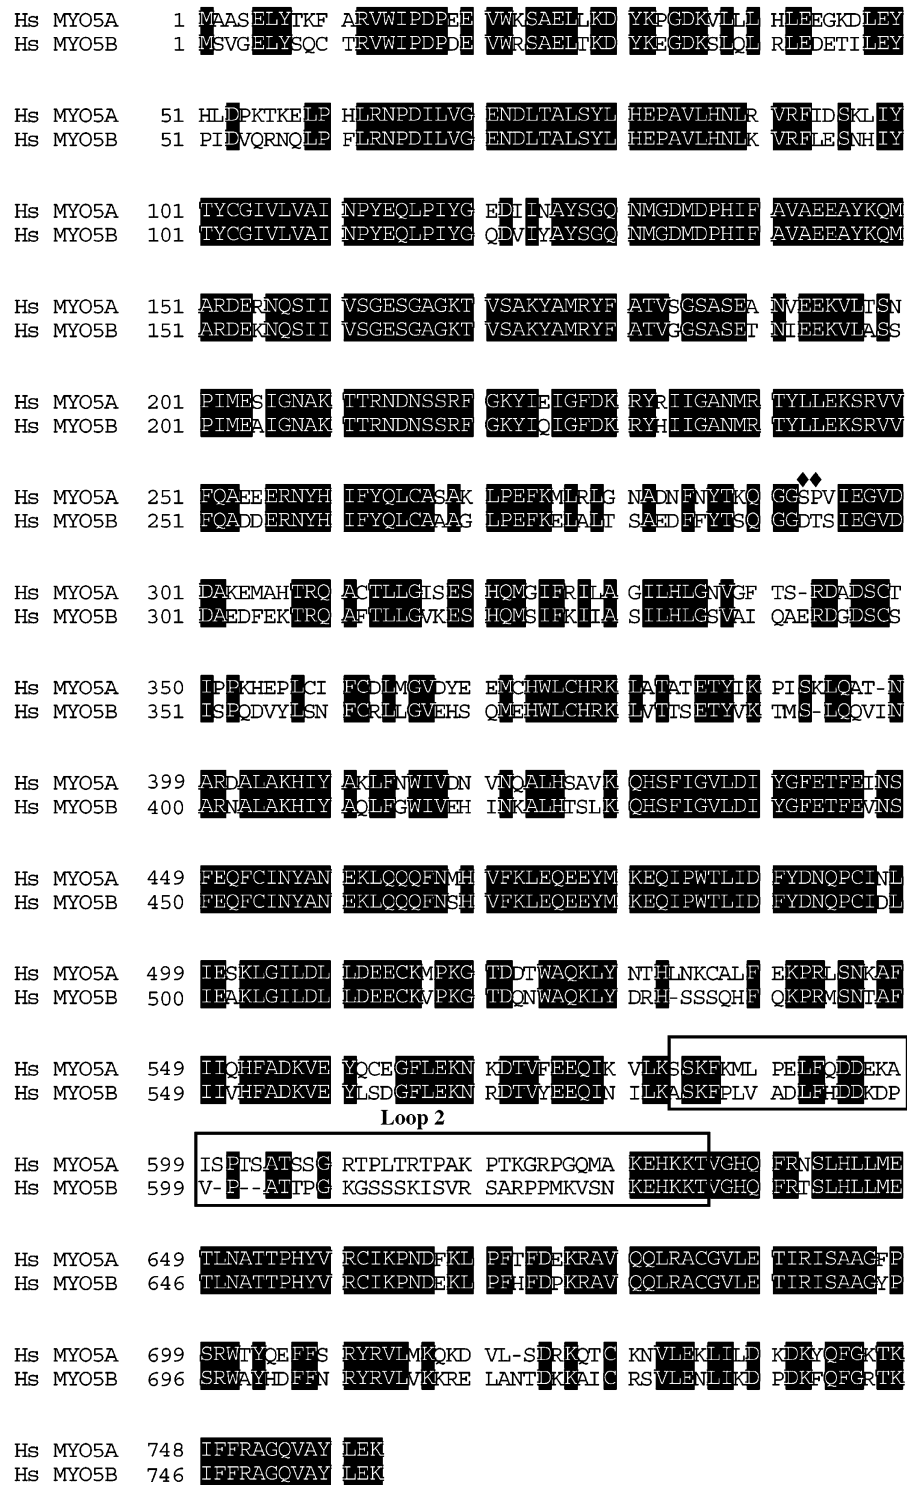 Hs MYO5A 1 MAASELYTKF ARVWIPDPEE VWKSAELLKD YKPGDKVLLL HLEEGKDLEY
Hs MYO5B 1 MSVGELYSQC TRVWIPDPDE VWRSAELTKD YKEGDKSLQL RLEDETILEY
Hs MYO5A 51 HLDPKTKELP HLRNPDILVG ENDLTALSYL HEPAVLHNLR VRFIDSKLIY
Hs MYO5B 51 PIDVQRNQLP FLRNPDILVG ENDLTALSYL HEPAVLHNLK VRFLESNHIY
Hs MYO5A 101 TYCGIVLVAI NPYEQLPIYG EDIINAYSGQ NMGDMDPHIF AVAEEAYKQM
Hs MYO5B 101 TYCGIVLVAI NPYEQLPIYG QDVIYAYSGQ NMGDMDPHIF AVAEEAYKQM
Hs MYO5A 151 ARDERNQSII VSGESGAGKT VSAKYAMRYF ATVSGSASEA NVEEKVLTSN
Hs MYO5B 151 ARDEKNQSII VSGESGAGKT VSAKYAMRYF ATVGGSASET NIEEKVLASS
Hs MYO5A 201 PIMESIGNAK TTRNDNSSRF GKYIEIGFDK RYRIIGANMR TYLLEKSRVV
Hs MYO5B 201 PIMEAIGNAK TTRNDNSSRF GKYIQIGFDK RYHIIGANMR TYLLEKSRVV
♦♦
Hs MYO5A 251 FQAEEERNYH IFYQLCASAK LPEFKMLRLG NADNFNYTKQ GGSPVIEGVD
Hs MYO5B 251 FQADDERNYH IFYQLCAAAG LPEFKELALT SAEDFFYTSQ GGDTSIEGVD
Hs MYO5A 301 DAKEMAHTRQ ACTLLGISES HQMGIFRILA GILHLGNVGF TS-RDADSCT
Hs MYO5B 301 DAEDFEKTRQ AFTLLGVKES HQMSIFKIIA SILHLGSVAI QAERDGDSCS
Hs MYO5A 350 IPPKHEPLCI FCDLMGVDYE EMCHWLCHRK LATATETYIK PISKLQAT-N
Hs MYO5B 351 ISPQDVYLSN FCRLLGVEHS QMEHWLCHRK LVTTSETYVK TMS-LQQVIN
Hs MYO5A 399 ARDALAKHIY AKLFNWIVDN VNQALHSAVK QHSFIGVLDI YGFETFEINS
Hs MYO5B 400 ARNALAKHIY AQLFGWIVEH INKALHTSLK QHSFIGVLDI YGFETFEVNS
Hs MYO5A 449 FEQFCINYAN EKLQQQFNMH VFKLEQEEYM KEQIPWTLID FYDNQPCINL
Hs MYO5B 450 FEQFCINYAN EKLQQQFNSH VFKLEQEEYM KEQIPWTLID FYDNQPCIDL
Hs MYO5A 499 IESKLGILDL LDEECKMPKG TDDTWAQKLY NTHLNKCALF EKPRLSNKAF
Hs MYO5B 500 IEAKLGILDL LDEECKVPKG TDQNWAQKLY DRH-SSSQHF QKPRMSNTAF
Hs MYO5A 549 IIQHFADKVE YQCEGFLEKN KDTVFEEQIK VLKSSKFKML PELFQDDEKA
Hs MYO5B 549 IIVHFADKVE YLSDGFLEKN RDTVYEEQIN ILKASKFPLV ADLFHDDKDP
Loop 2
Hs MYO5A 599 ISPTSATSSG RTPLTRTPAK PTKGRPGQMA KEHKKTVGHQ FRNSLHLLME
Hs MYO5B 599 V-P--ATTPG KGSSSKISVR SARPPMKVSN KEHKKTVGHQ FRTSLHLLME
Hs MYO5A 649 TLNATTPHYV RCIKPNDFKL PFTFDEKRAV QQLRACGVLE TIRISAAGFP
Hs MYO5B 646 TLNATTPHYV RCIKPNDEKL PFHFDPKRAV QQLRACGVLE TIRISAAGYP
Hs MYO5A 699 SRWTYQEFFS RYRVLMKQKD VL-SDRKQTC KNVLEKLILD KDKYQFGKTK
Hs MYO5B 696 SRWAYHDFFN RYRVLVKKRE LANTDKKAIC RSVLENLIKD PDKFQFGRTK
Hs MYO5A 748 IFFRAGQVAY LEK
Hs MYO5B 746 IFFRAGQVAY LEK